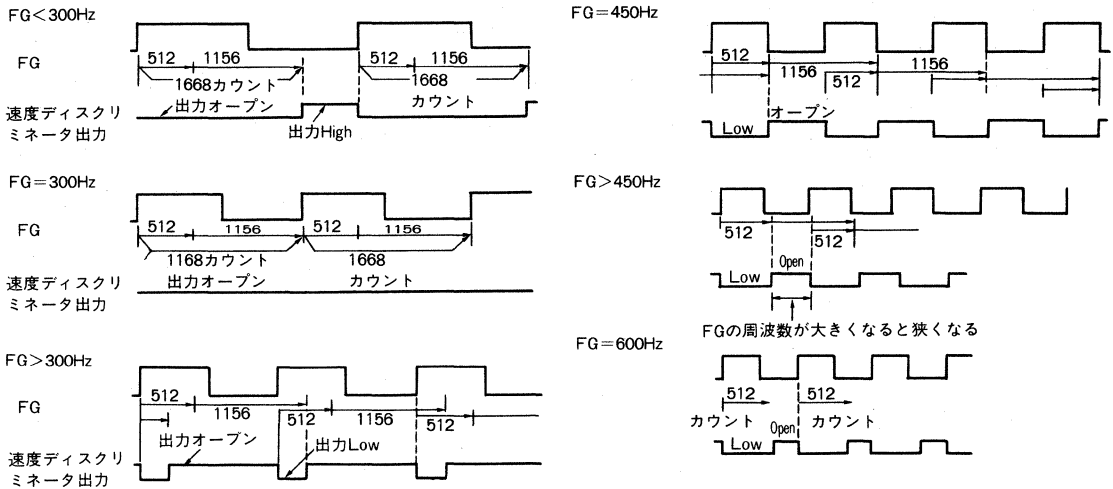 FG<300Hz
FG
512
1156
1668カウント
512
1156
1668
カウント
速度ディスクリ
ミネータ出力
出力オープン
出力High
FG=300Hz
FG
512
1156
1168カウント
512
1156
1668
カウント
出力オープン
速度ディスクリ
ミネータ出力
FG>300Hz
FG
512
1156
512
1156
512
出力オープン
出力Low
速度ディスクリ
ミネータ出力
FG=450Hz
512
1156
512
1156
Low
オープン
FG>450Hz
512
512
Low
Open
FGの周波数が大きくなると狭くなる
FG=600Hz
512
カウント
512
カウント
Open
Low